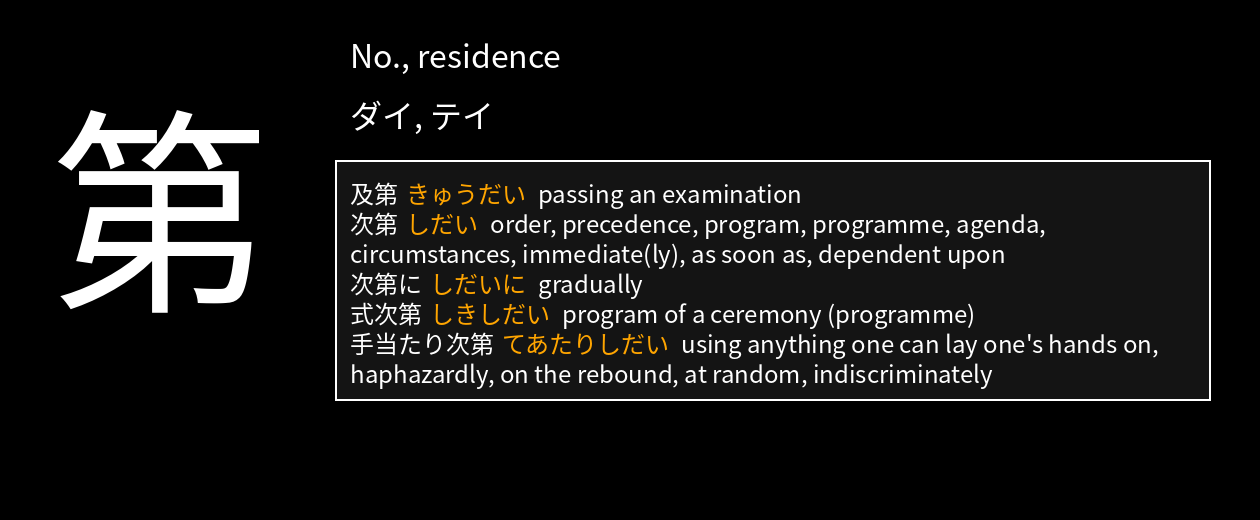 第
No., residence
ダイ, テイ
及第 きゅうだい passing an examination
次第 しだい order, precedence, program, programme, agenda,
circumstances, immediate(ly), as soon as, dependent upon
次第に しだいに gradually
式次第 しきしだい program of a ceremony (programme)
手当たり次第 てあたりしだい using anything one can lay one's hands on,
haphazardly, on the rebound, at random, indiscriminately